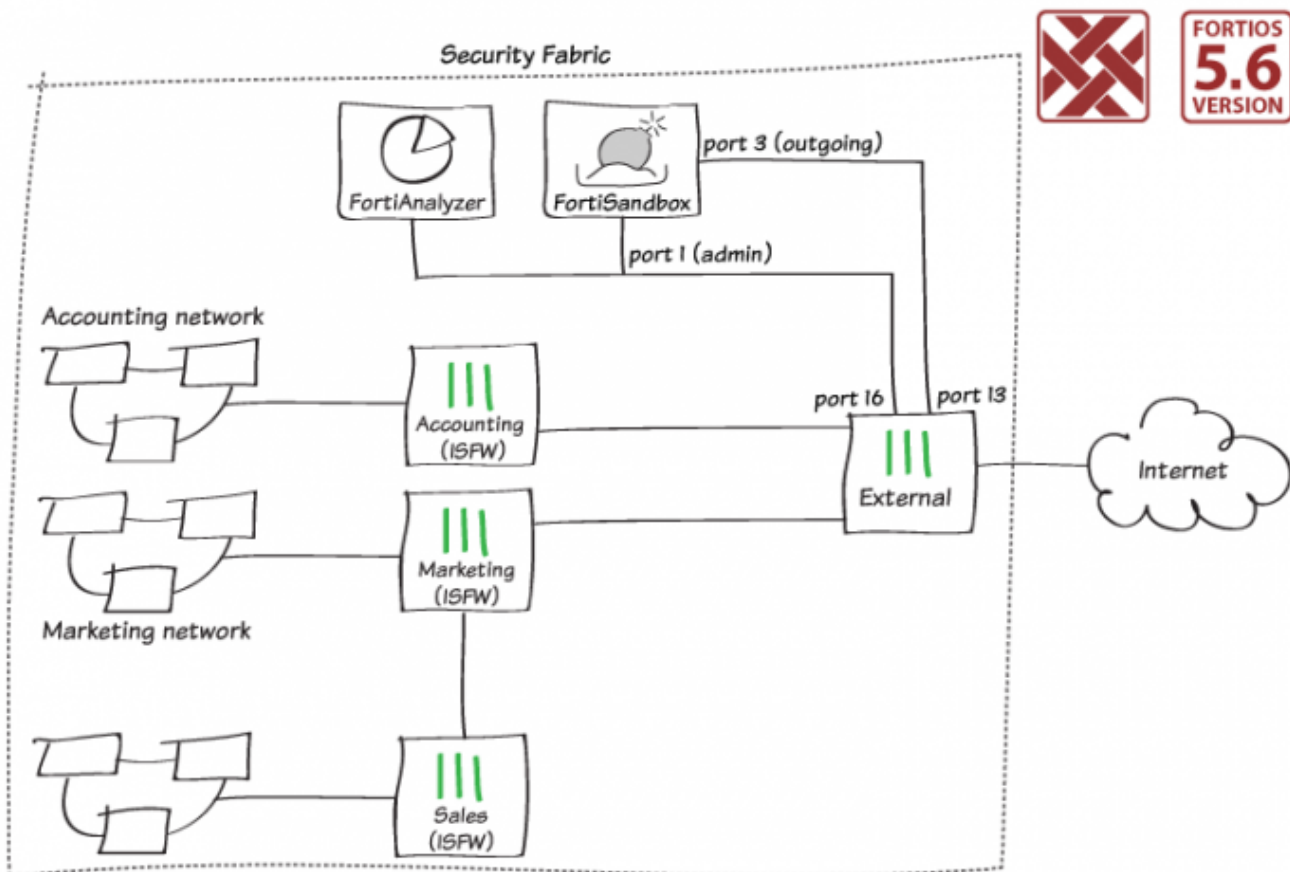 Security Fabric
FORTIOS
5.6
VERSION
port 3 (outgoing)
FortiAnalyzer
FortiSandbox
port 1 (admin)
Accounting network
port 16
port 13
Accounting
(ISFW)
External
Internet
Marketing
(ISFW)
Marketing network
Sales
(ISFW)